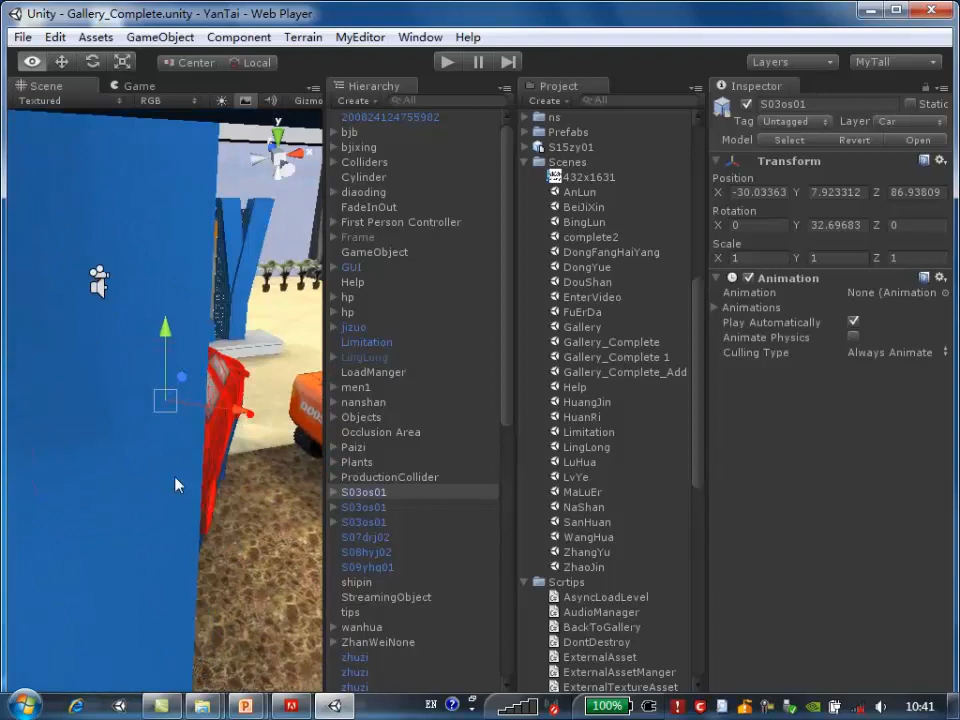 Unity - Gallery_Complete.unity - YanTai - Web Player
File Edit Assets GameObject Component Terrain MyEditor Window Help
Center Local Layers MyTall
Scene Game
Textured RGB Gizmo
Hierarchy
Create All
200824124755982
bjb
bjixing
Colliders
Cylinder
diaoding
FadeInOut
First Person Controller
Frame
GameObject
GUI
Help
hp
hp
jizuo
Limitation
LingLong
LoadManger
men1
nanshan
Objects
Occlusion Area
Paizi
Plants
ProductionCollider
S03os01
S03os01
S03os01
S07drj02
S08hyj02
S09yhq01
shipin
StreamingObject
tips
wanhua
ZhanWeiNone
zhuzi
zhuzi
zhuzi
Project
Create All
ns
Prefabs
S15zy01
Scenes
432x1631
AnLun
BeiJiXin
BingLun
complete2
DongFangHaiYang
DongYue
DouShan
EnterVideo
FuErDa
Gallery
Gallery_Complete
Gallery_Complete 1
Gallery_Complete_Add
Help
HuangJin
HuanRi
Limitation
LingLong
LuHua
LvYe
MaLuEr
NaShan
SanHuan
WangHua
ZhangYu
ZhaoJin
Scrtips
AsyncLoadLevel
AudioManager
BackToGallery
DontDestroy
ExternalAsset
ExternalAssetManger
ExternalTextureAsset
Inspector
S03os01 Static
Tag Untagged Layer Car
Model Select Revert Open
Transform
Position
X -30.03363 Y 7.923312 Z 86.93809
Rotation
X 0 Y 32.69683 Z 0
Scale
X 1 Y 1 Z 1
Animation
Animation None (Animation
Animations
Play Automatically
Animate Physics
Culling Type Always Animate
y
EN 100% 10:41